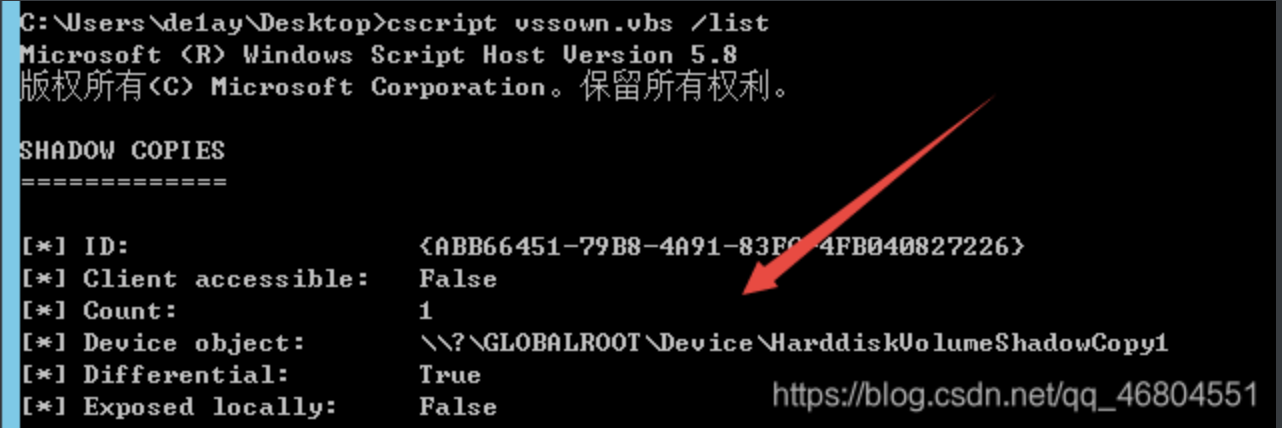 C:\Users\de1ay\Desktop>cscript vssown.vbs /list
Microsoft (R) Windows Script Host Version 5.8
版权所有(C) Microsoft Corporation。保留所有权利。
SHADOW COPIES
=============
[*] ID: {ABB66451-79B8-4A91-83FC-4FB040827226}
[*] Client accessible: False
[*] Count: 1
[*] Device object: \\?\GLOBALROOT\Device\HarddiskVolumeShadowCopy1
[*] Differential: True
[*] Exposed locally: False
https://blog.csdn.net/qq_46804551